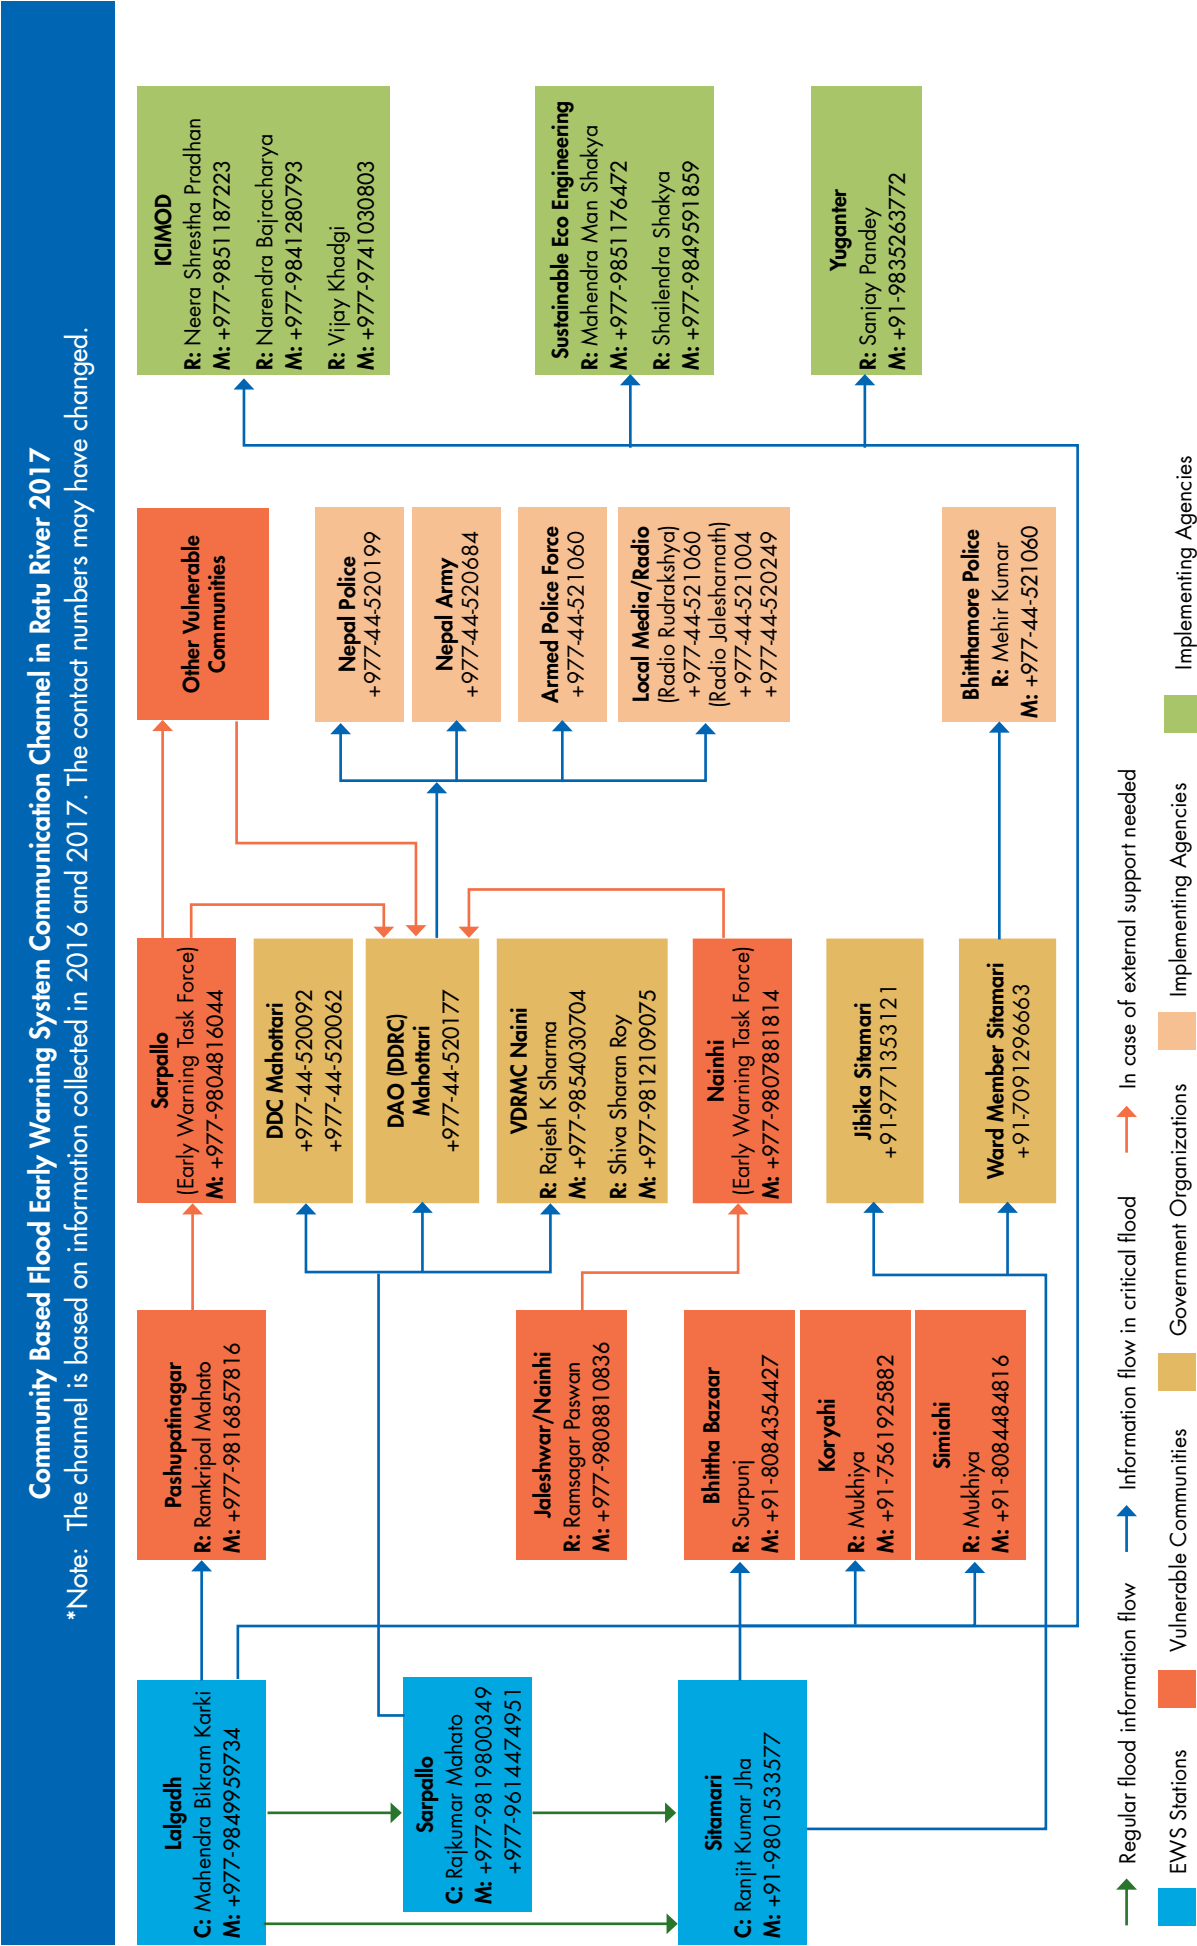 Community Based Flood Early Warning System Communication Channel in Ratu River 2017
*Note: The channel is based on information collected in 2016 and 2017. The contact numbers may have changed.
Lalgadh
C: Mahendra Bikram Karki
M: +977-9849959734
Sarpallo
C: Rajkumar Mahato
M: +977-9819800349
+977-9614474951
Sitamari
C: Ranjit Kumar Jha
M: +91-9801533577
Pashupatinagar
R: Ramkripal Mahato
M: +977-9816857816
Jaleshwar/Nainhi
R: Ramsagar Paswan
M: +977-9808810836
Bhittha Bazaar
R: Surpunj
M: +91-8084354427
Koryahi
R: Mukhiya
M: +91-7561925882
Simiahi
R: Mukhiya
M: +91-8084484816
Sarpallo
(Early Warning Task Force)
M: +977-9804816044
DDC Mahottari
+977-44-520092
+977-44-520062
DAO (DDRC)
Mahottari
+977-44-520177
VDRMC Naini
R: Rajesh K Sharma
M: +977-9854030704
R: Shiva Sharan Roy
M: +977-9812109075
Nainhi
(Early Warning Task Force)
M: +977-9807881814
Jibika Sitamari
+91-9771353121
Ward Member Sitamari
+91-7091296663
Other Vulnerable
Communities
Nepal Police
+977-44-520199
Nepal Army
+977-44-520684
Armed Police Force
+977-44-521060
Local Media/Radio
(Radio Rudrakshya)
+977-44-521060
(Radio Jalesharnath)
+977-44-521004
+977-44-520249
Bhitthamore Police
R: Mehir Kumar
M: +977-44-521060
ICIMOD
R: Neera Shrestha Pradhan
M: +977-9851187223
R: Narendra Bajracharya
M: +977-9841280793
R: Vijay Khadgi
M: +977-9741030803
Sustainable Eco Engineering
R: Mahendra Man Shakya
M: +977-9851176472
R: Shailendra Shakya
M: +977-9849591859
Yuganter
R: Sanjay Pandey
M: +91-9835263772
Regular flood information flow
Information flow in critical flood
In case of external support needed
EWS Stations
Vulnerable Communities
Government Organizations
Implementing Agencies
Implementing Agencies